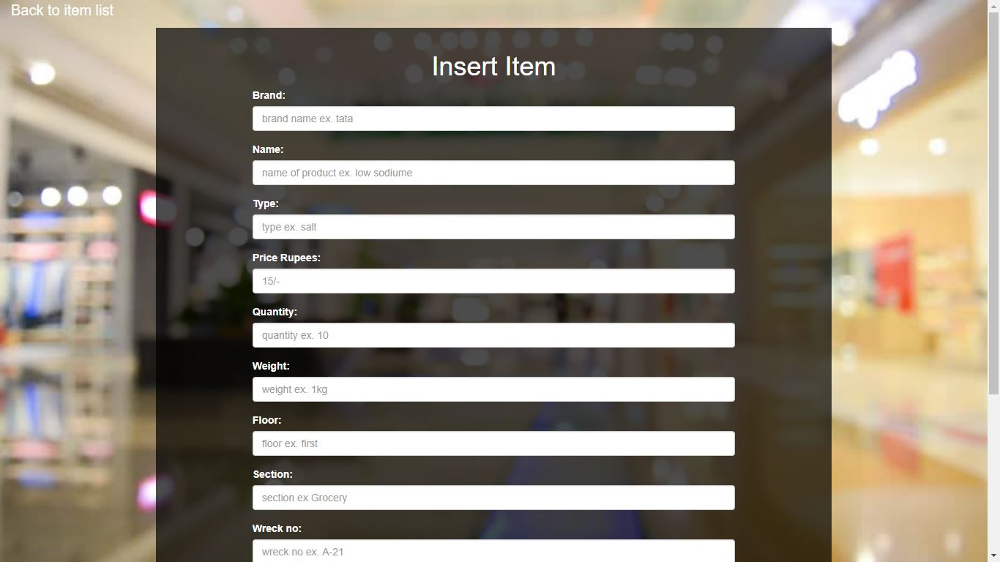 Back to item list
Insert Item
Brand:
brand name ex. tata
Name:
name of product ex. low sodiume
Type:
type ex. salt
Price Rupees:
15/-
Quantity:
quantity ex. 10
Weight:
weight ex. 1kg
Floor:
floor ex. first
Section:
section ex Grocery
Wreck no:
wreck no ex. A-21